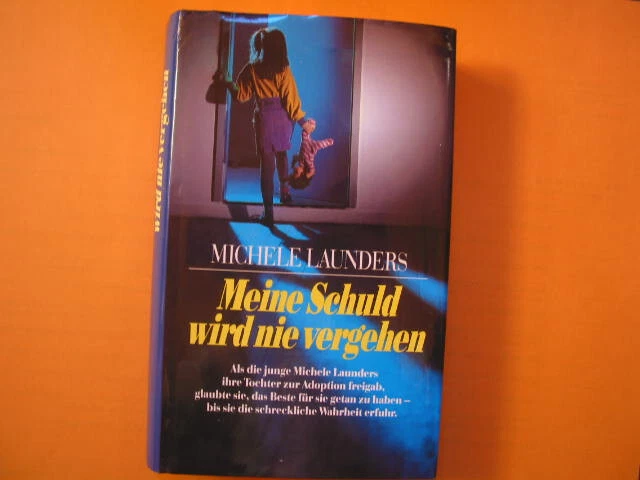 wird nie vergehen
MICHELE LAUNDERS
Meine Schuld
wird nie vergehen
Als die junge Michele Launders
ihre Tochter zur Adoption freigab,
glaubte sie, das Beste für sie getan zu haben –
bis sie die schreckliche Wahrheit erfuhr.